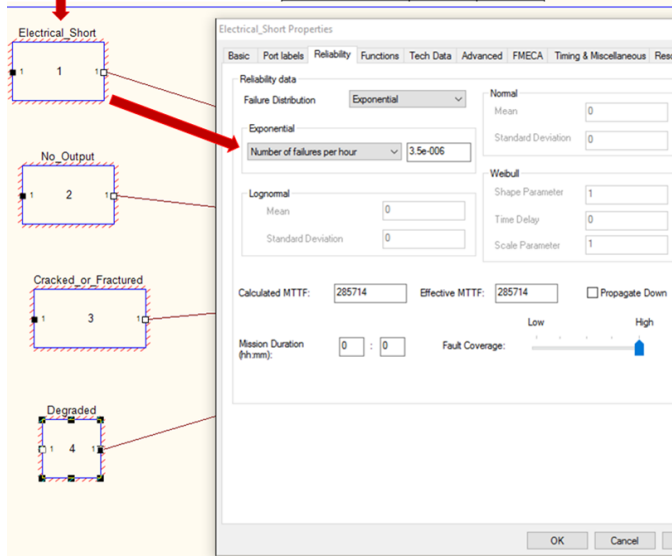 Electrical_Short
1 1 1
No_Output
1 2 1
Cracked_or_Fractured
1 3 1
Degraded
1 4 1
Electrical_Short Properties
Basic Port labels Reliability Functions Tech Data Advanced FMECA Timing & Miscellaneous
Reliability data
Failure Distribution Exponential
Exponential
Number of failures per hour 3.5e-006
Lognormal
Mean 0
Standard Deviation 0
Normal
Mean 0
Standard Deviation 0
Weibull
Shape Parameter 1
Time Delay 0
Scale Parameter 1
Calculated MTTF: 285714 Effective MTTF: 285714 Propagate Down
Mission Duration
(hh:mm): 0 : 0
Fault Coverage: Low High
OK Cancel